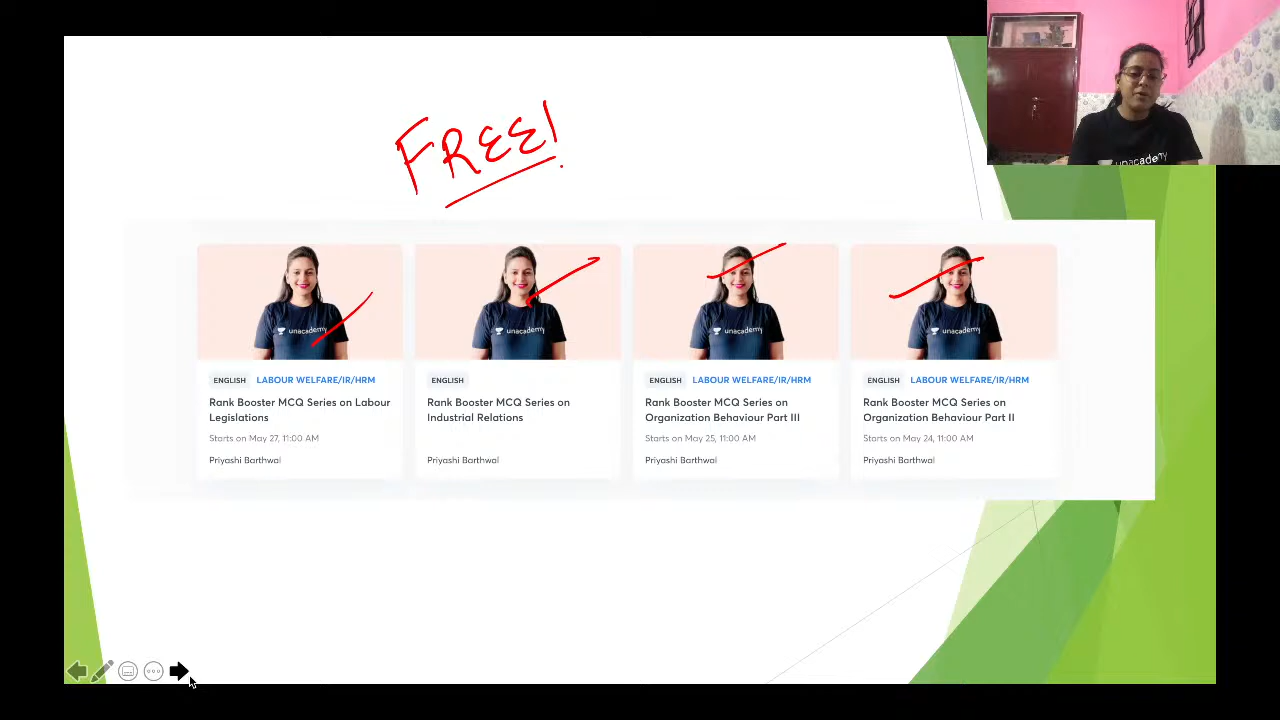 unacademy
FREE!
unacademy
unacademy
unacademy
unacademy
ENGLISH LABOUR WELFARE/IR/HRM
Rank Booster MCQ Series on Labour
Legislations
Starts on May 27, 11:00 AM
Priyashi Barthwal
ENGLISH
Rank Booster MCQ Series on
Industrial Relations
Priyashi Barthwal
ENGLISH LABOUR WELFARE/IR/HRM
Rank Booster MCQ Series on
Organization Behaviour Part III
Starts on May 25, 11:00 AM
Priyashi Barthwal
ENGLISH LABOUR WELFARE/IR/HRM
Rank Booster MCQ Series on
Organization Behaviour Part II
Starts on May 24, 11:00 AM
Priyashi Barthwal